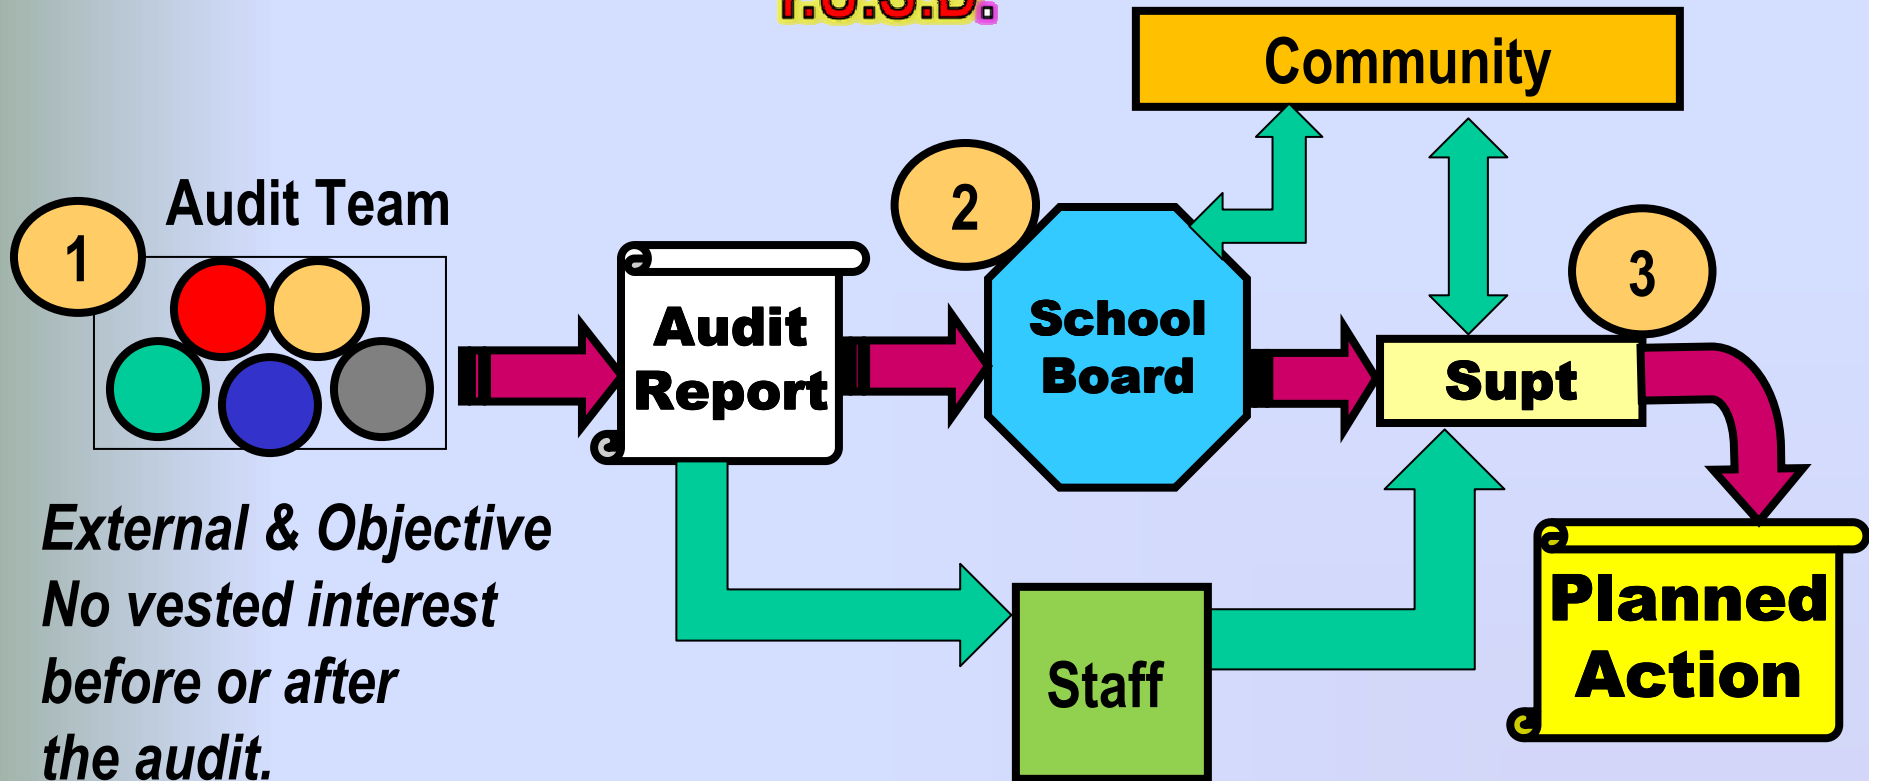 Community
2
Audit Team
1
3
School
Board
Audit
Report
Supt
External & Objective
No vested interest
before or after
the audit.
Staff
Planned
Action